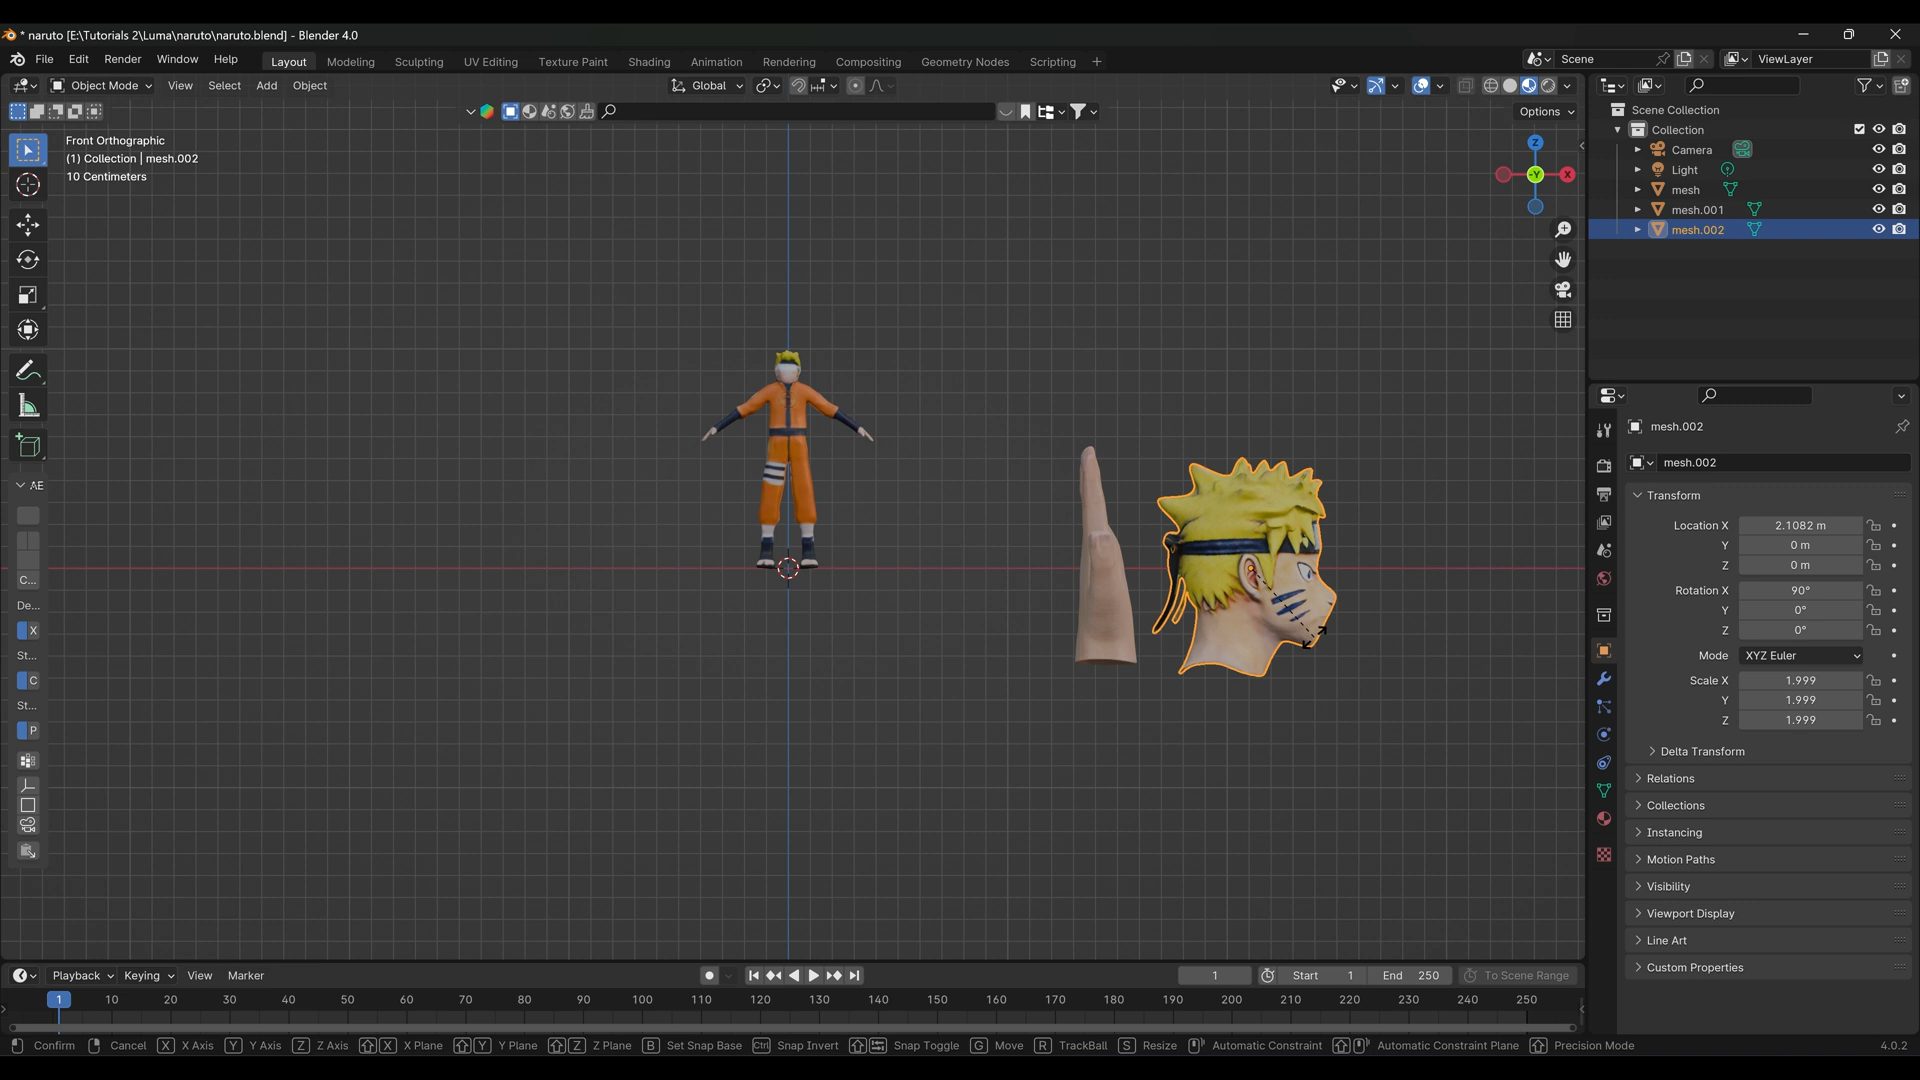 * naruto [E:\Tutorials 2\Luma\naruto\naruto.blend] - Blender 4.0
File Edit Render Window Help Layout Modeling Sculpting UV Editing Texture Paint Shading Animation Rendering Compositing Geometry Nodes Scripting + Scene ViewLayer
Object Mode View Select Add Object Global
Options
Front Orthographic
(1) Collection | mesh.002
10 Centimeters
Z
-Y
X
AE
C...
De...
X
St...
C
St...
P
Scene Collection
Collection
Camera
Light
mesh
mesh.001
mesh.002
mesh.002
mesh.002
Transform
Location X 2.1082 m
Y 0 m
Z 0 m
Rotation X 90°
Y 0°
Z 0°
Mode XYZ Euler
Scale X 1.999
Y 1.999
Z 1.999
Delta Transform
Relations
Collections
Instancing
Motion Paths
Visibility
Viewport Display
Line Art
Custom Properties
Playback Keying View Marker 1 Start 1 End 250 To Scene Range
1 10 20 30 40 50 60 70 80 90 100 110 120 130 140 150 160 170 180 190 200 210 220 230 240 250
Confirm Cancel X X Axis Y Y Axis Z Z Axis X X Plane Y Y Plane Z Z Plane B Set Snap Base Ctrl Snap Invert Snap Toggle G Move R TrackBall S Resize Automatic Constraint Automatic Constraint Plane Precision Mode 4.0.2